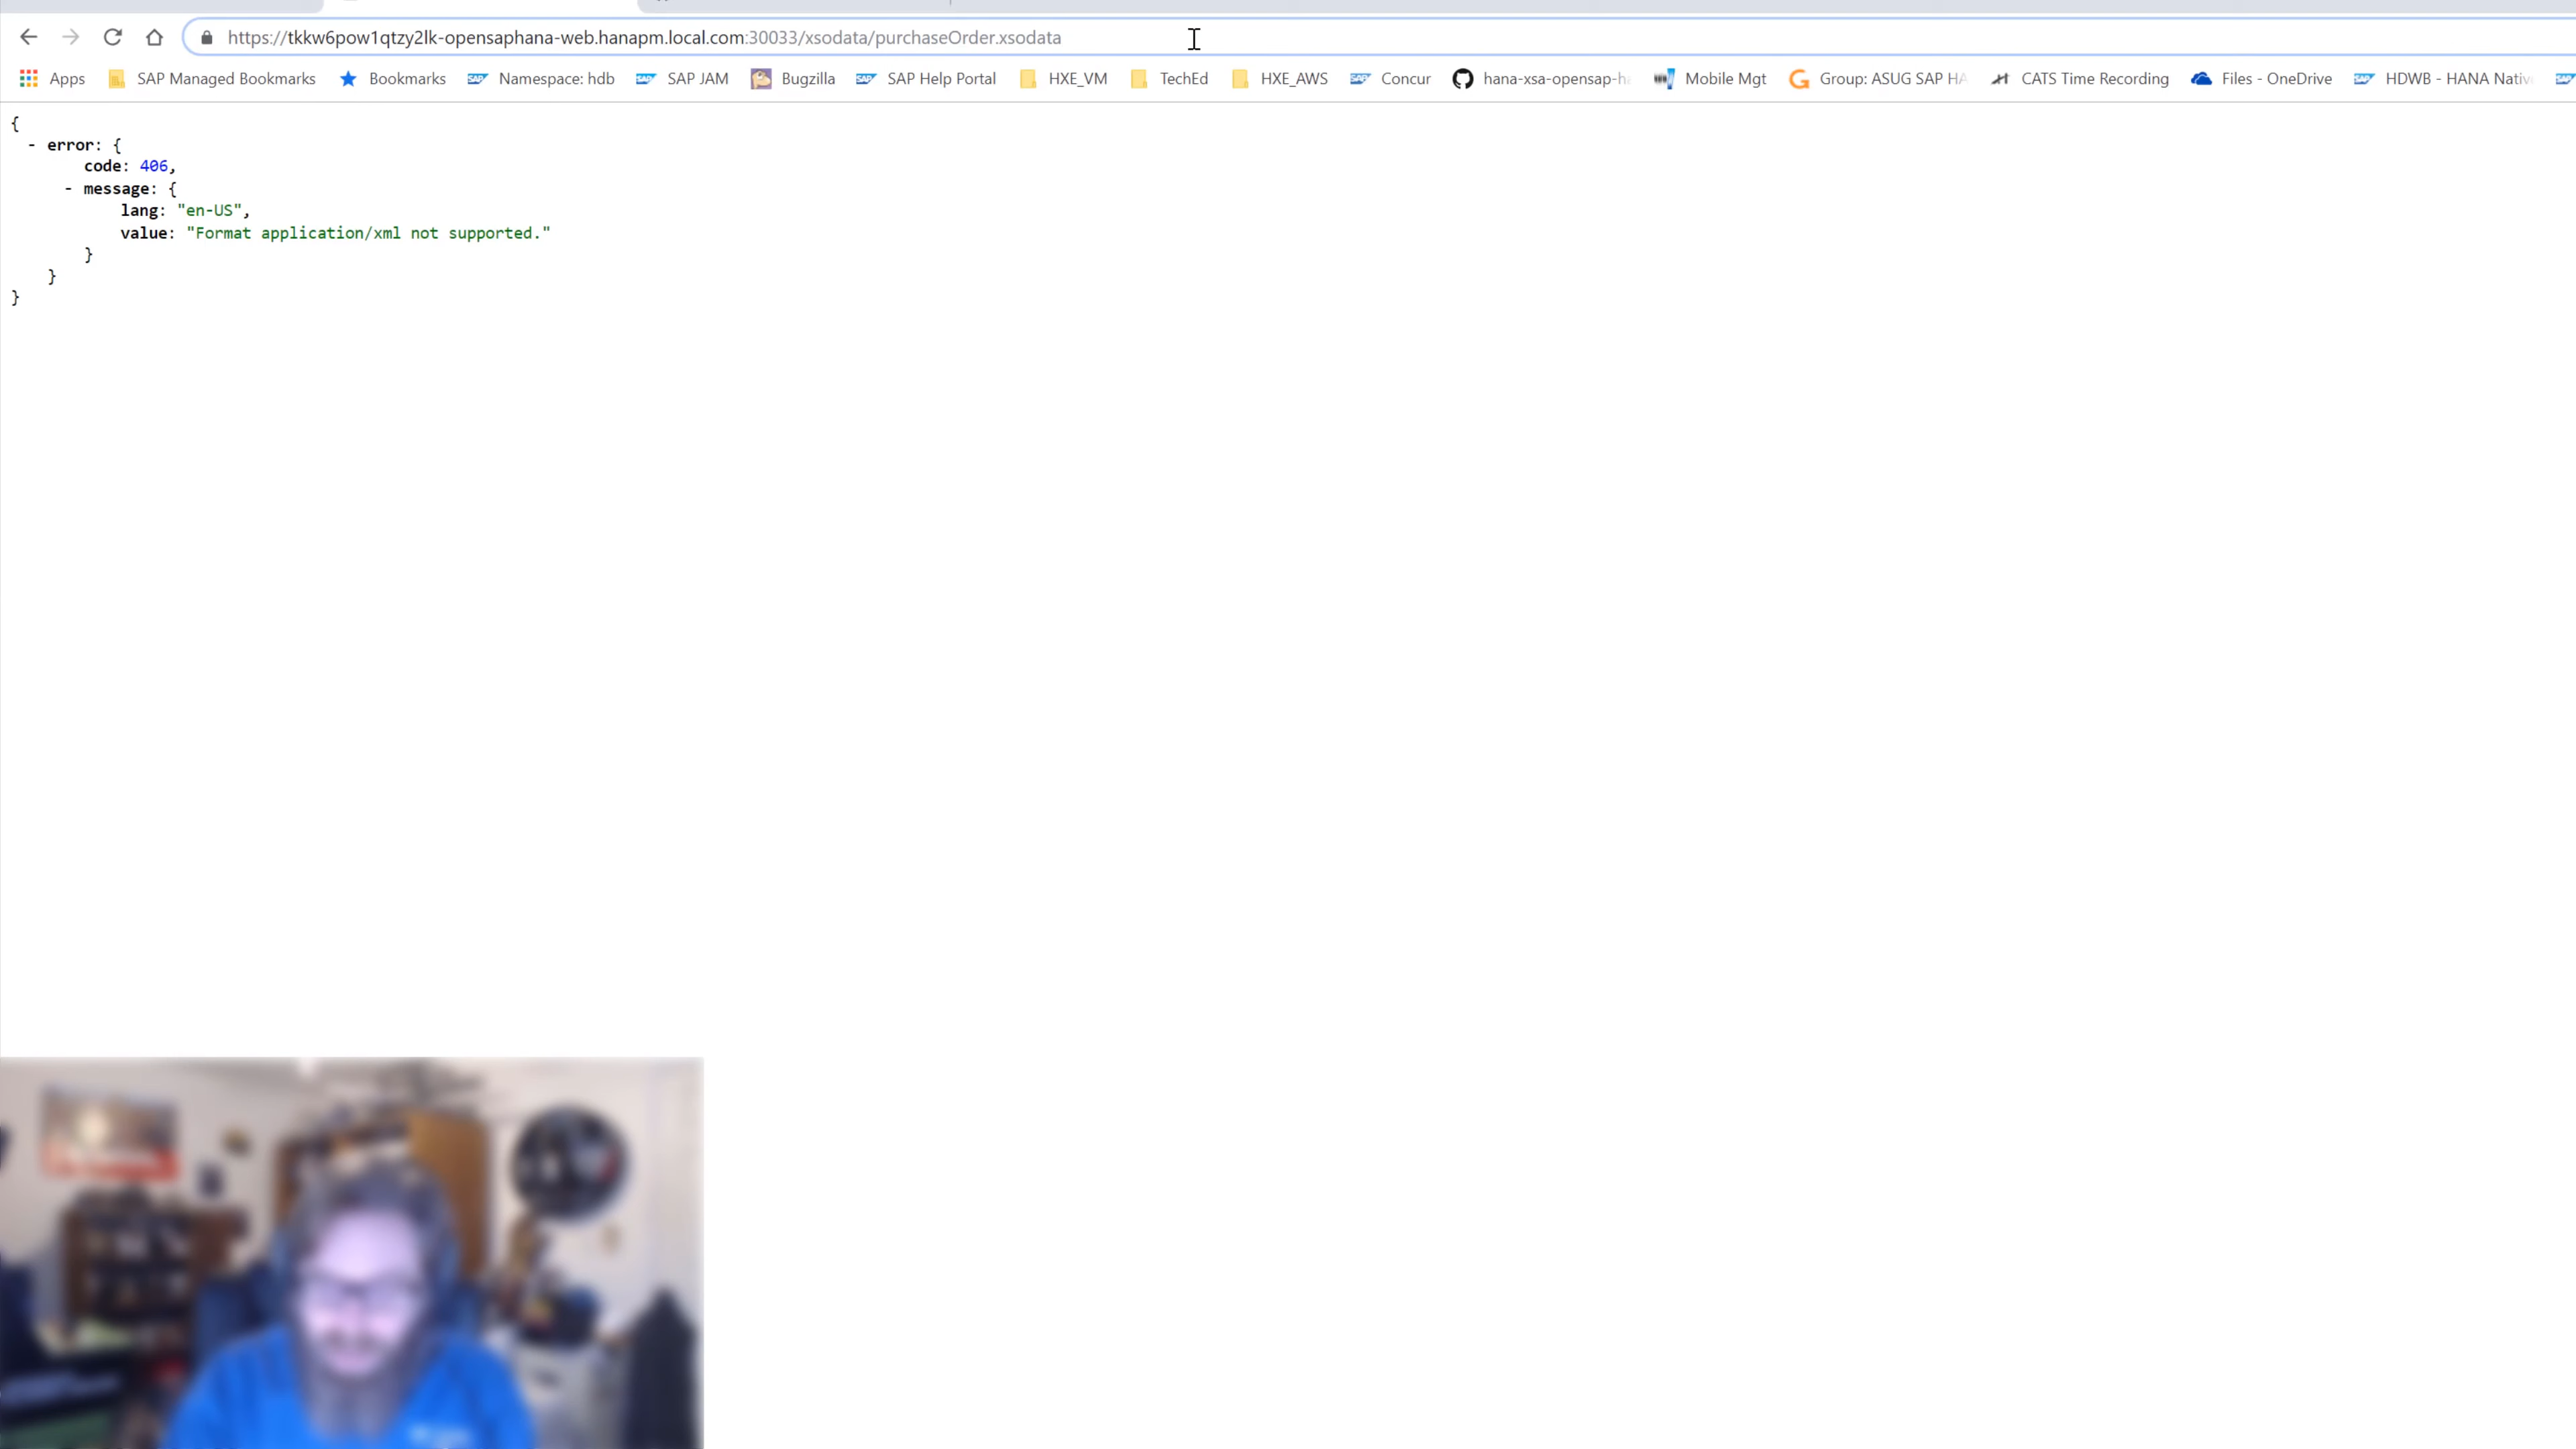 https://tkkw6pow1qtzy2lk-opensaphana-web.hanapm.local.com:30033/xsodata/purchaseOrder.xsodata
Apps SAP Managed Bookmarks Bookmarks Namespace: hdb SAP JAM Bugzilla SAP Help Portal HXE_VM TechEd HXE_AWS Concur hana-xsa-opensap-ha Mobile Mgt Group: ASUG SAP HA CATS Time Recording Files - OneDrive HDWB - HANA Nativ
{
- error: {
code: 406,
- message: {
lang: "en-US",
value: "Format application/xml not supported."
}
}
}